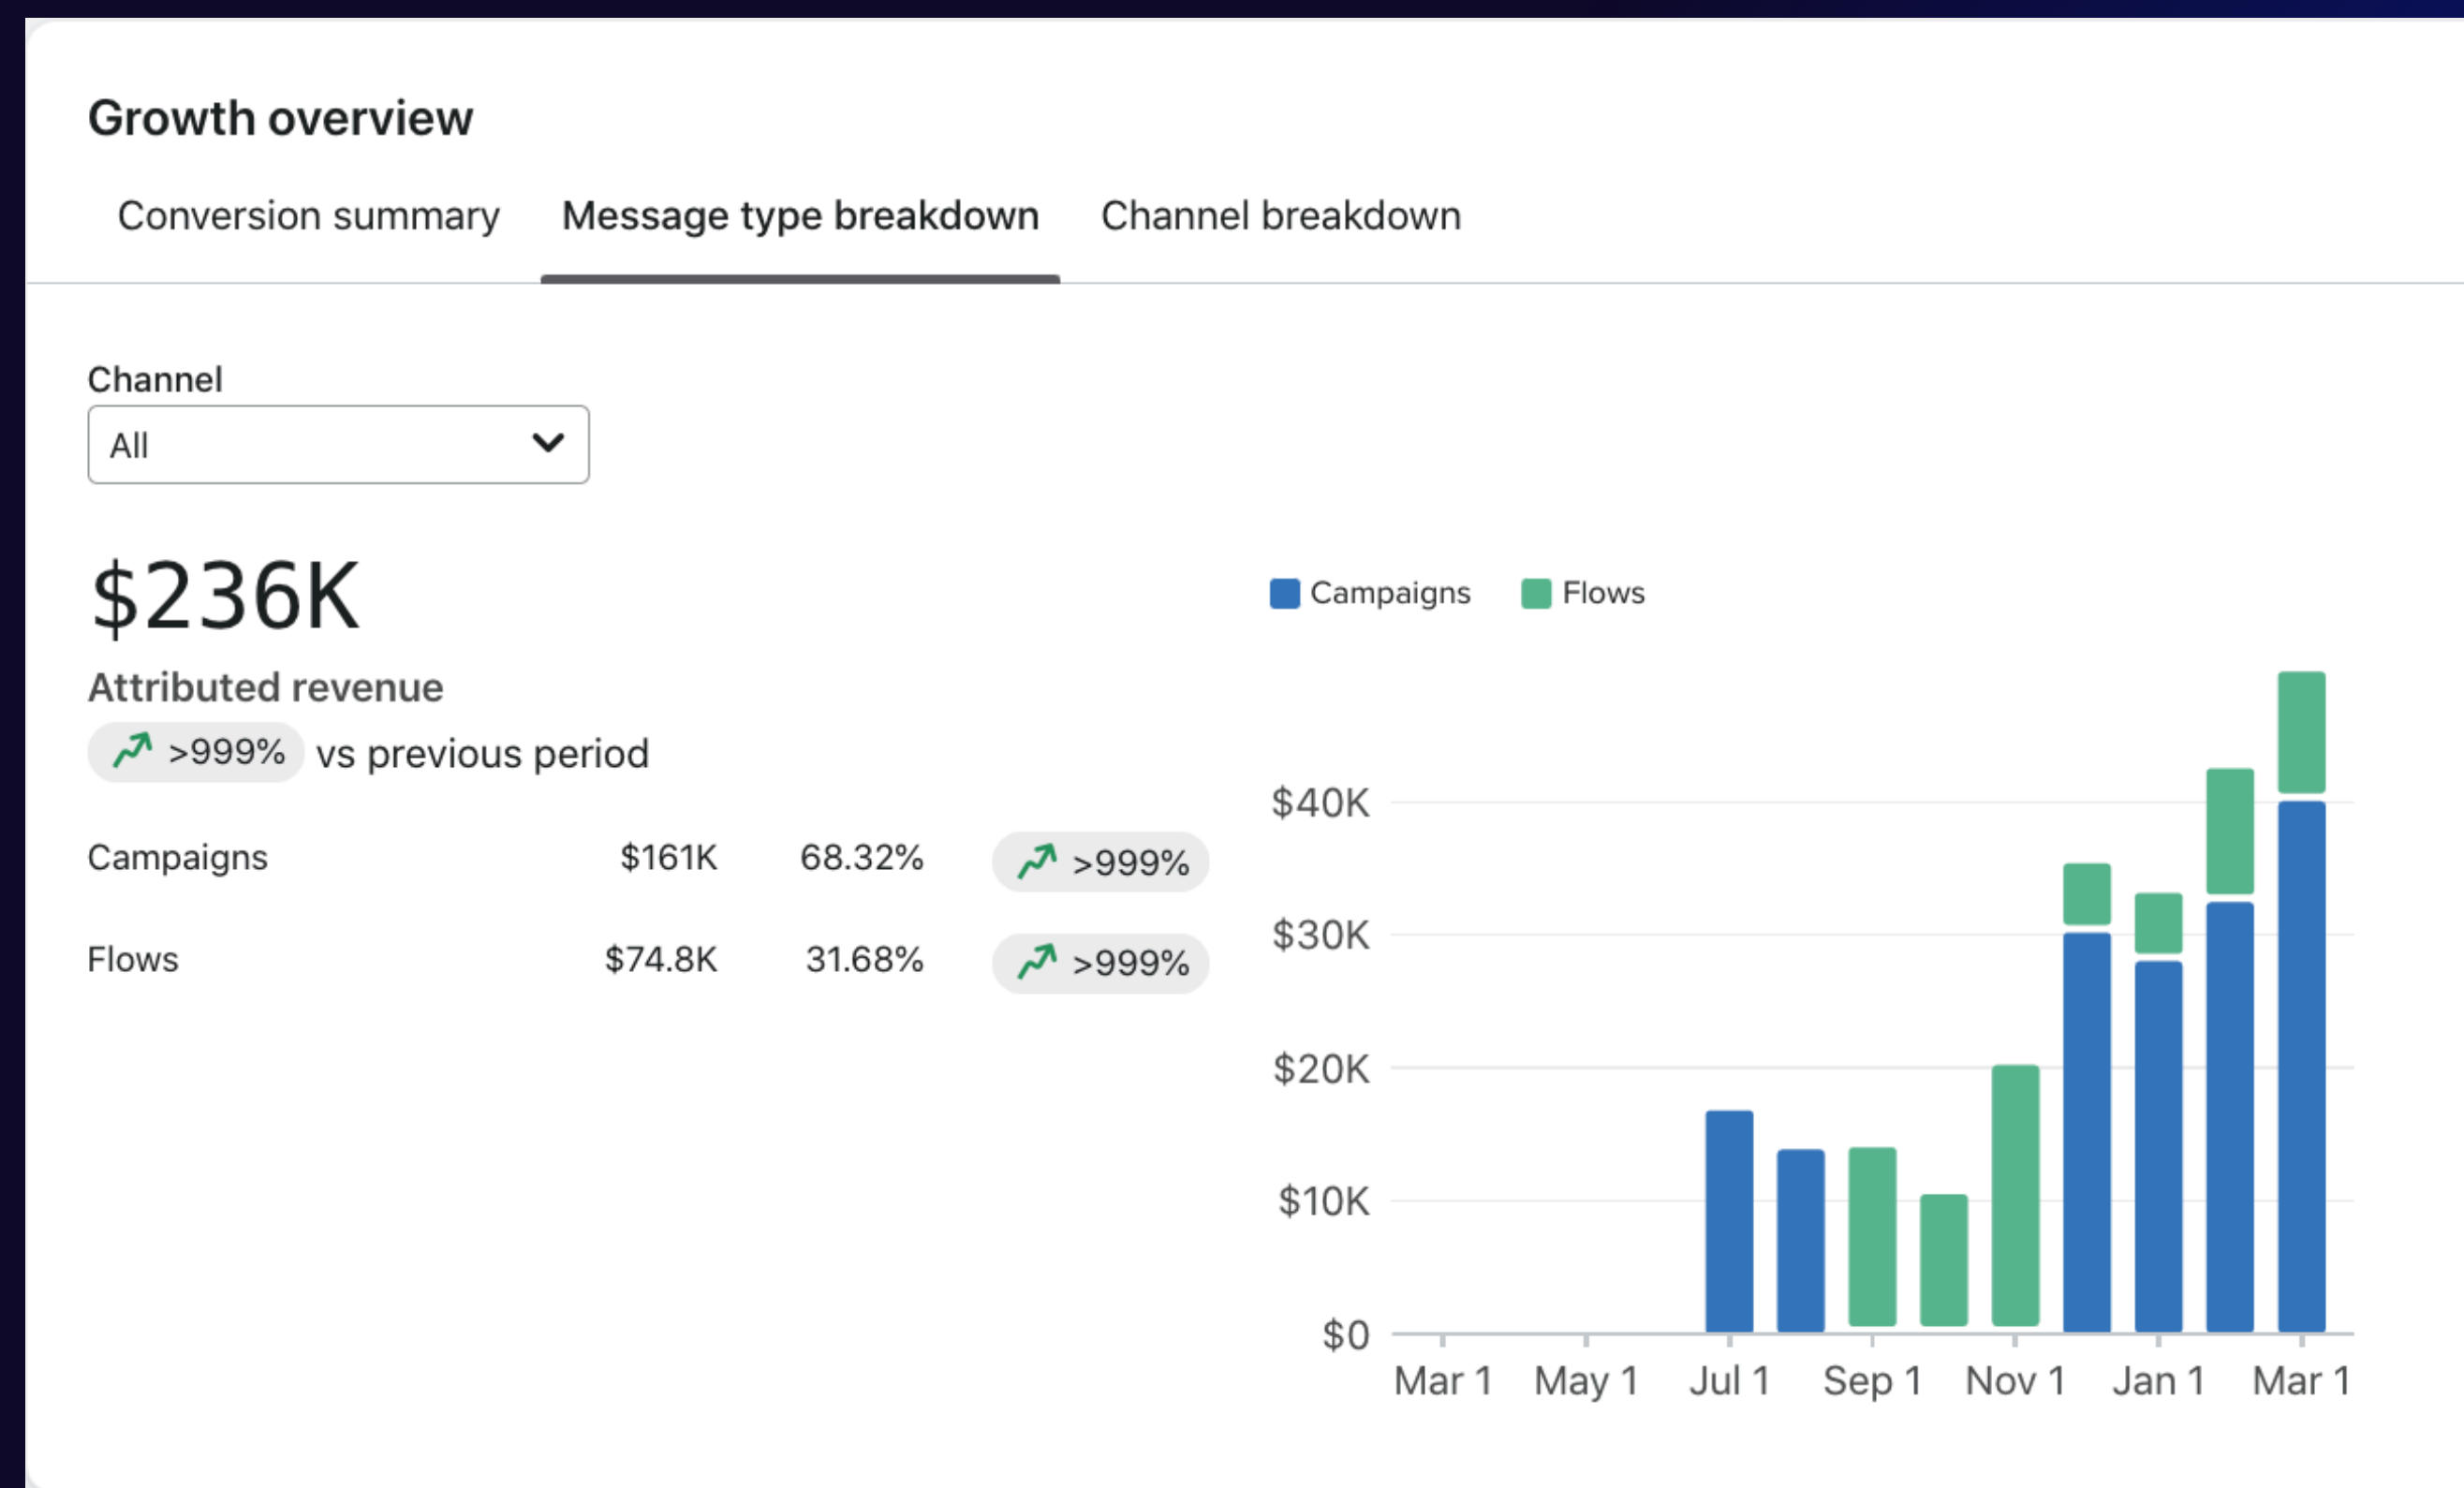 Growth overview
Conversion summary Message type breakdown Channel breakdown
Channel
All
$236K
Attributed revenue
>999% vs previous period
Campaigns $161K 68.32% >999%
Flows $74.8K 31.68% >999%
Campaigns Flows
$40K
$30K
$20K
$10K
$0
Mar 1 May 1 Jul 1 Sep 1 Nov 1 Jan 1 Mar 1